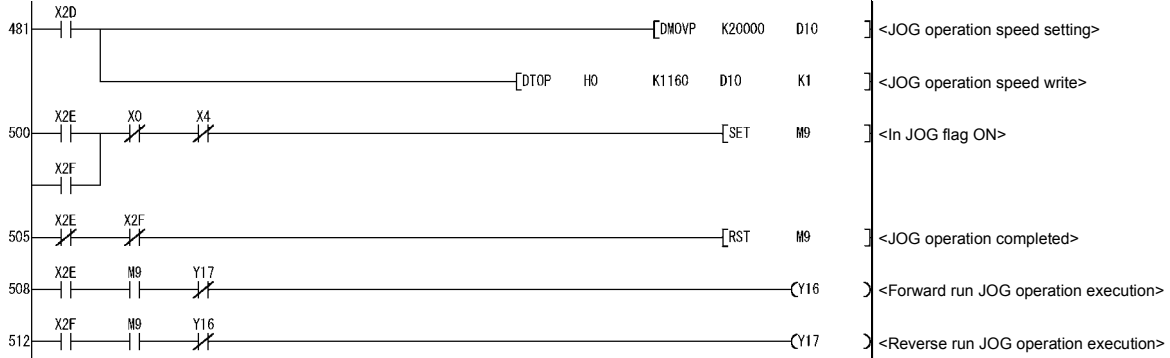 X2D
481 [DMOVP K20000 D10 ] <JOG operation speed setting>
[DTOP H0 K1160 D10 K1 ] <JOG operation speed write>
X2E X0 X4
500 [SET M9 ] <In JOG flag ON>
X2F
X2E X2F
505 [RST M9 ] <JOG operation completed>
X2E M9 Y17
508 (Y16 ) <Forward run JOG operation execution>
X2F M9 Y16
512 (Y17 ) <Reverse run JOG operation execution>